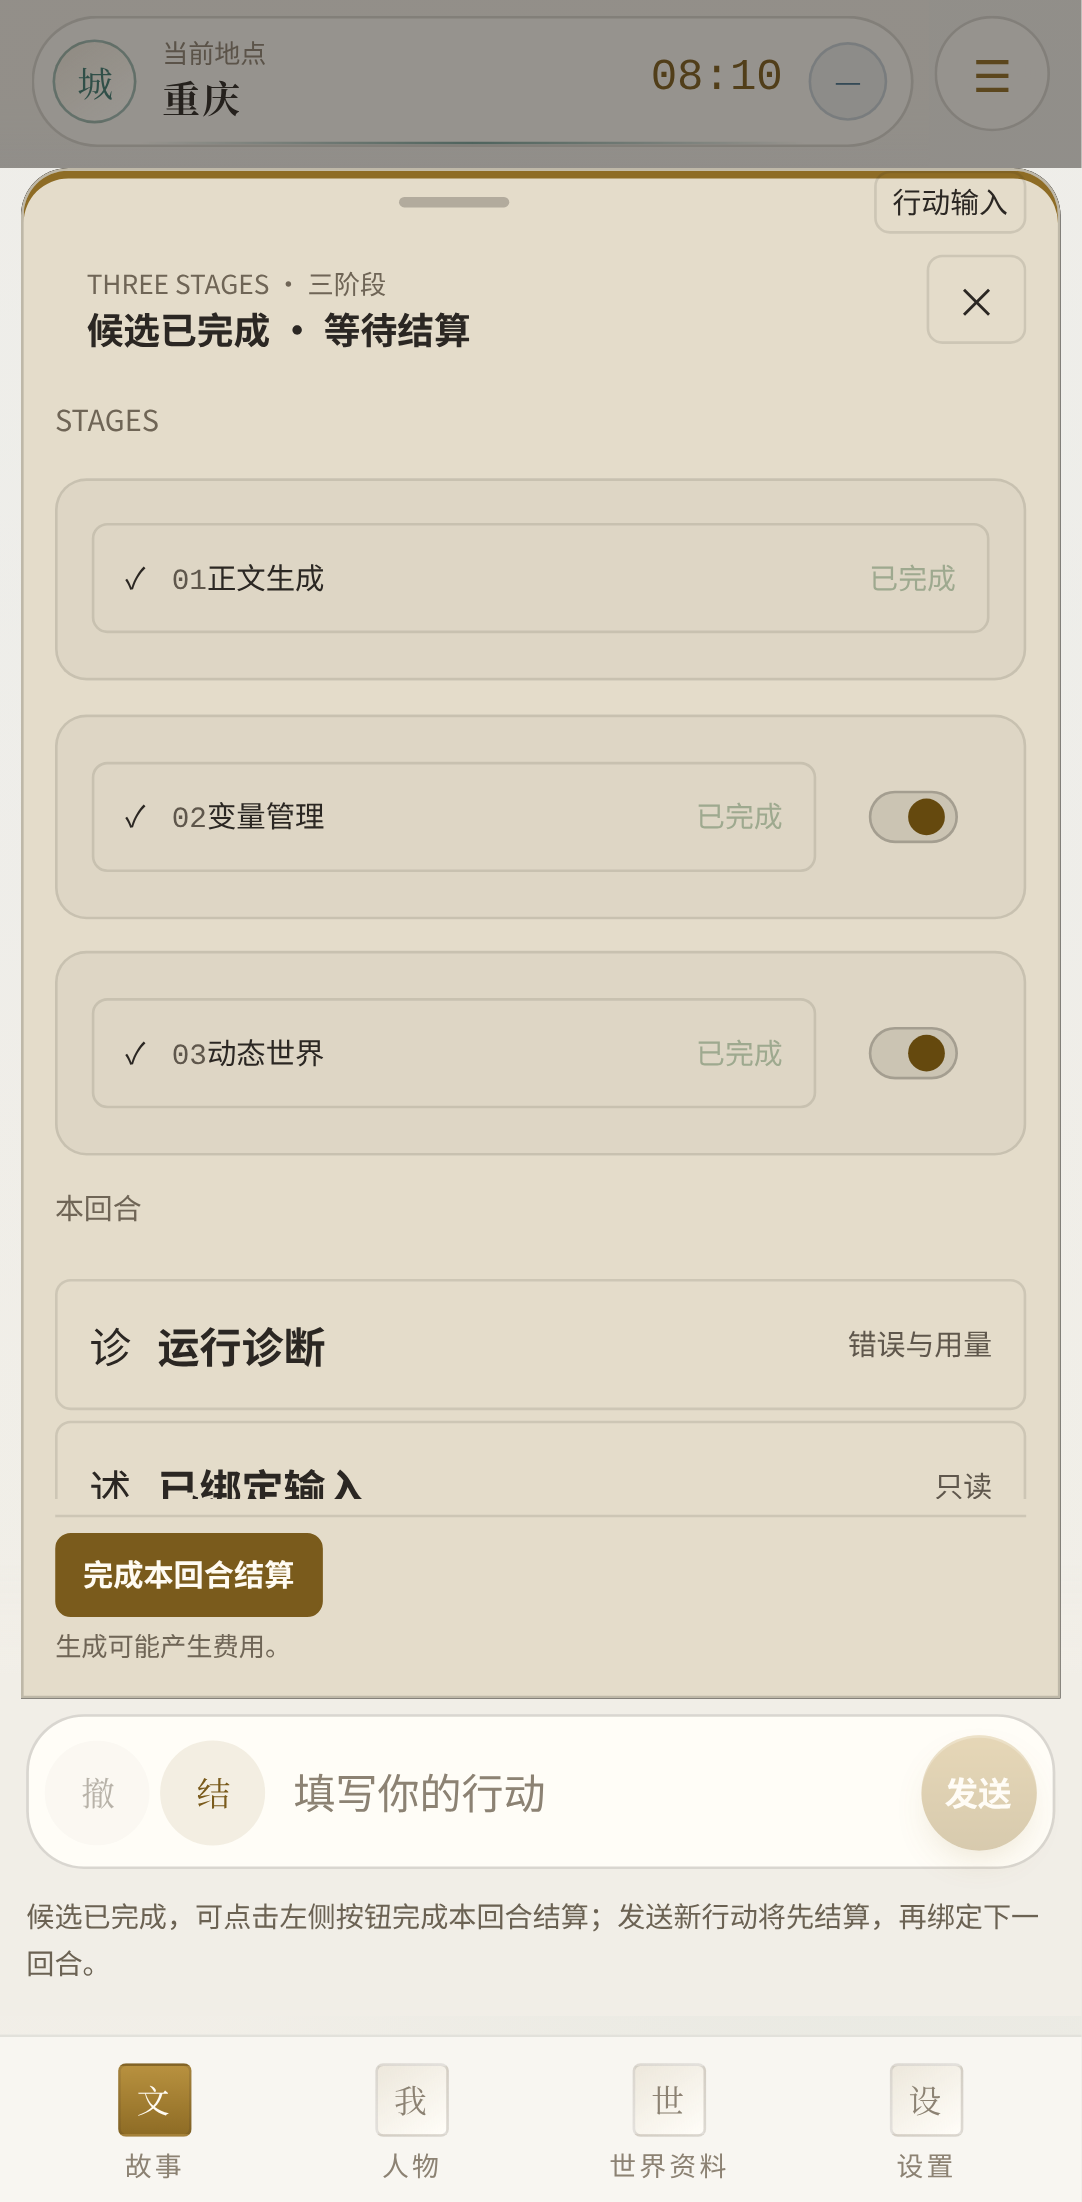 城
当前地点
重庆
08:10
—
☰
行动输入
THREE STAGES · 三阶段
候选已完成 · 等待结算
×
STAGES
✓ 01正文生成 已完成
✓ 02变量管理 已完成
✓ 03动态世界 已完成
本回合
诊 运行诊断 错误与用量
述 已绑定输入 只读
完成本回合结算
生成可能产生费用。
撤 结 填写你的行动 发送
候选已完成，可点击左侧按钮完成本回合结算；发送新行动将先结算，再绑定下一
回合。
文 我 世 设
故事 人物 世界资料 设置